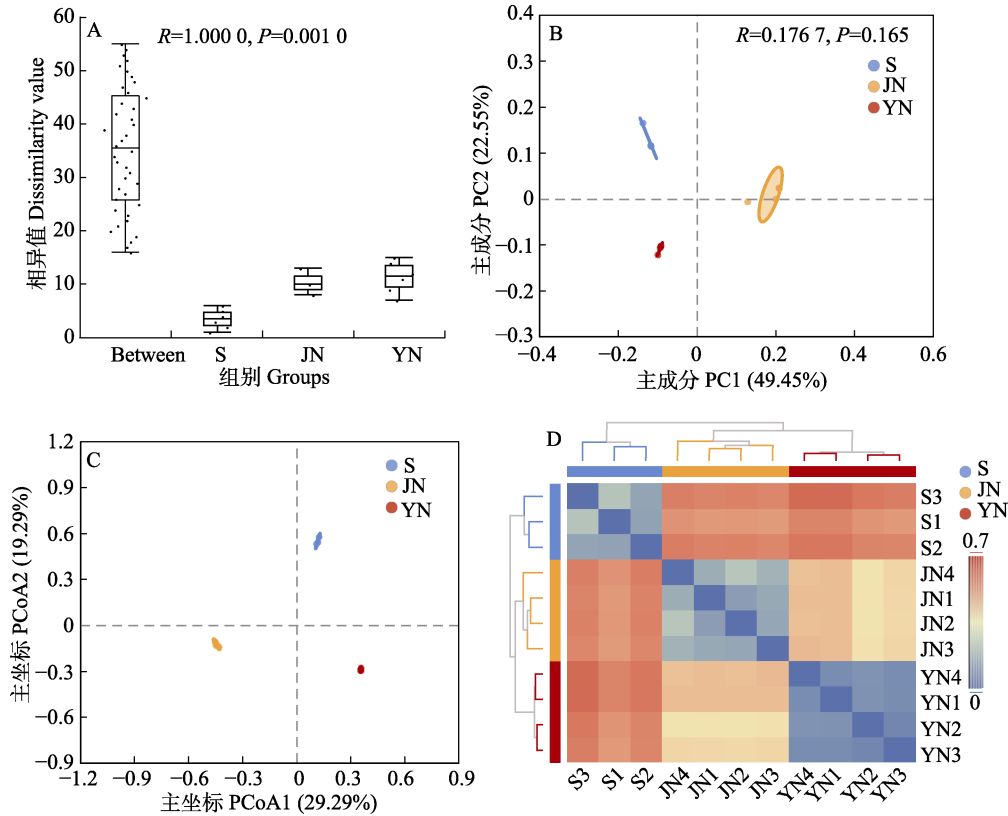 A
R=1.000 0, P=0.001 0
60
50
40
30
20
10
0
相异值 Dissimilarity value
Between S JN YN
组别 Groups
B
R=0.176 7, P=0.165
S
JN
YN
0.4
0.3
0.2
0.1
0
−0.1
−0.2
−0.3
主成分 PC2 (22.55%)
−0.4 −0.2 0 0.2 0.4 0.6
主成分 PC1 (49.45%)
C
S
JN
YN
1.2
0.9
0.6
0.3
0
−0.3
−0.6
−0.9
主坐标 PCoA2 (19.29%)
−1.2 −0.9 −0.6 −0.3 0 0.3 0.6 0.9
主坐标 PCoA1 (29.29%)
D
S
JN
YN
0.7
0
S3
S1
S2
JN4
JN1
JN2
JN3
YN4
YN1
YN2
YN3
S3 S1 S2 JN4 JN1 JN2 JN3 YN4 YN1 YN2 YN3